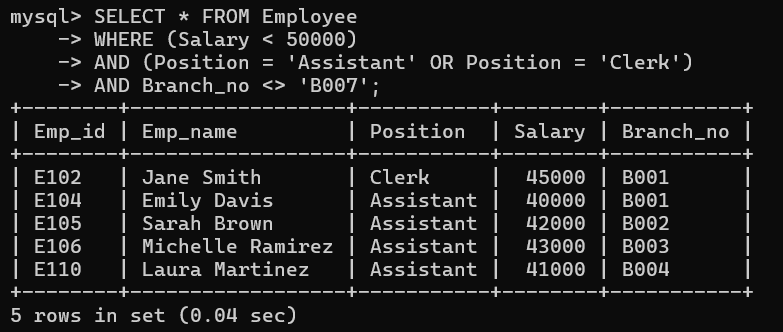 mysql> SELECT * FROM Employee
    -> WHERE (Salary < 50000)
    -> AND (Position = 'Assistant' OR Position = 'Clerk')
    -> AND Branch_no <> 'B007';
+--------+------------------+-----------+--------+-----------+
| Emp_id | Emp_name         | Position  | Salary | Branch_no |
+--------+------------------+-----------+--------+-----------+
| E102   | Jane Smith       | Clerk     |  45000 | B001      |
| E104   | Emily Davis      | Assistant |  40000 | B001      |
| E105   | Sarah Brown      | Assistant |  42000 | B002      |
| E106   | Michelle Ramirez | Assistant |  43000 | B003      |
| E110   | Laura Martinez   | Assistant |  41000 | B004      |
+--------+------------------+-----------+--------+-----------+
5 rows in set (0.04 sec)